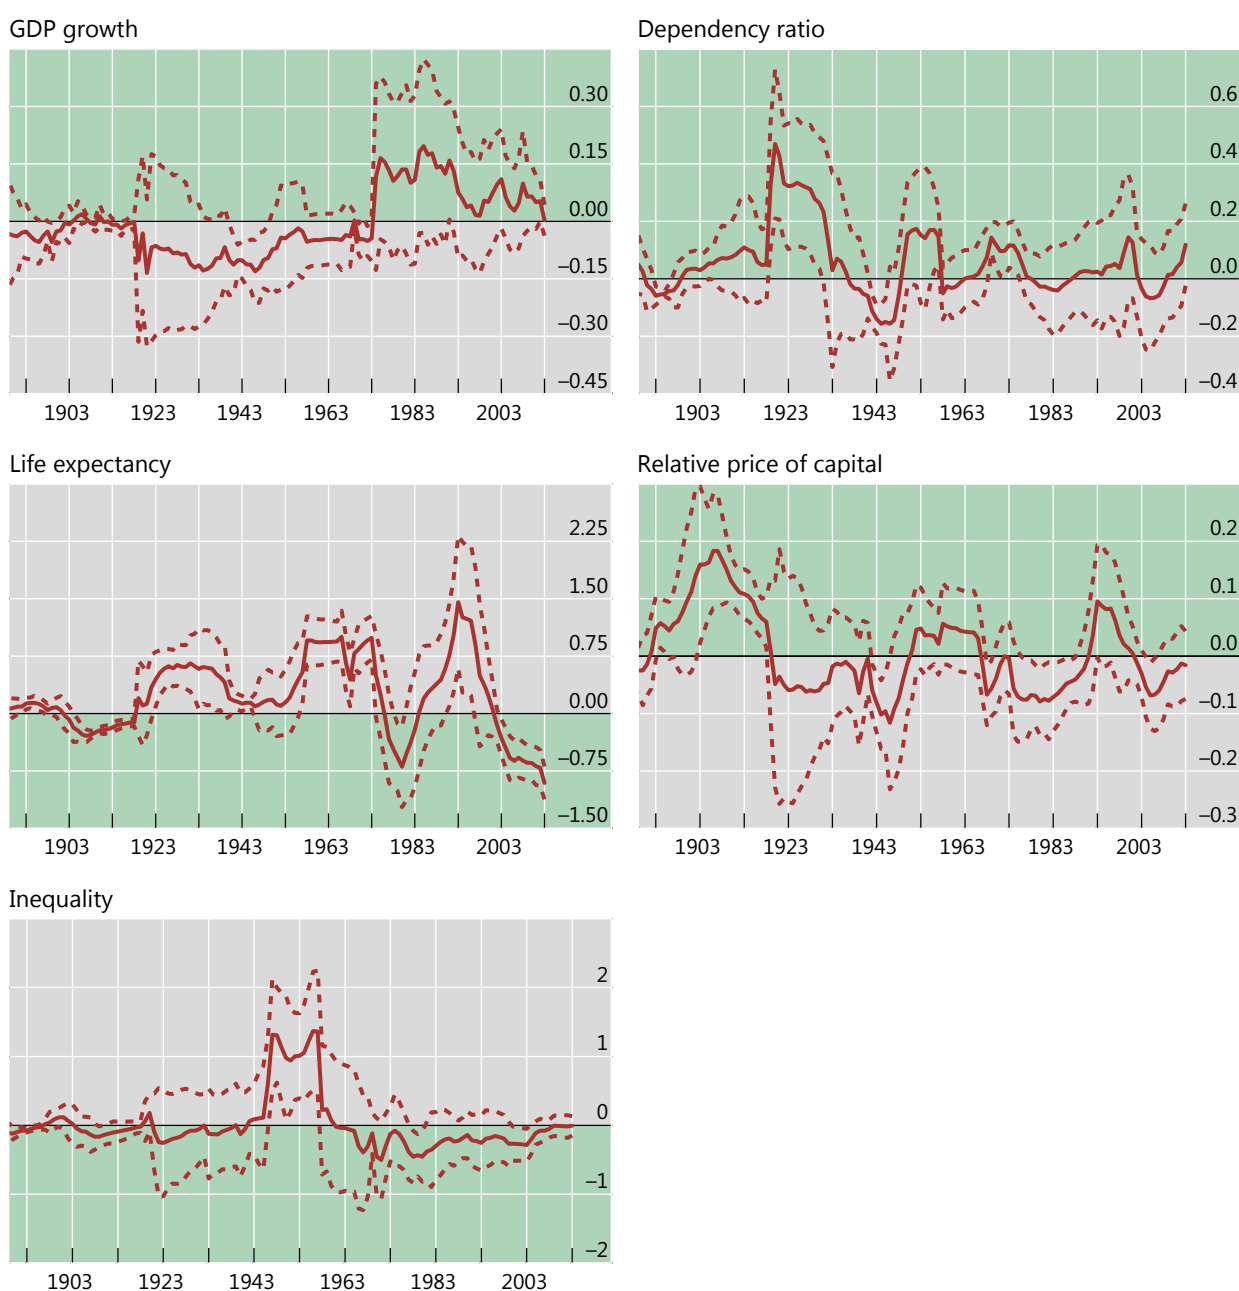 GDP growth
0.30
0.15
0.00
–0.15
–0.30
–0.45
1903 1923 1943 1963 1983 2003
Dependency ratio
0.6
0.4
0.2
0.0
–0.2
–0.4
1903 1923 1943 1963 1983 2003
Life expectancy
2.25
1.50
0.75
0.00
–0.75
–1.50
1903 1923 1943 1963 1983 2003
Relative price of capital
0.2
0.1
0.0
–0.1
–0.2
–0.3
1903 1923 1943 1963 1983 2003
Inequality
2
1
0
–1
–2
1903 1923 1943 1963 1983 2003